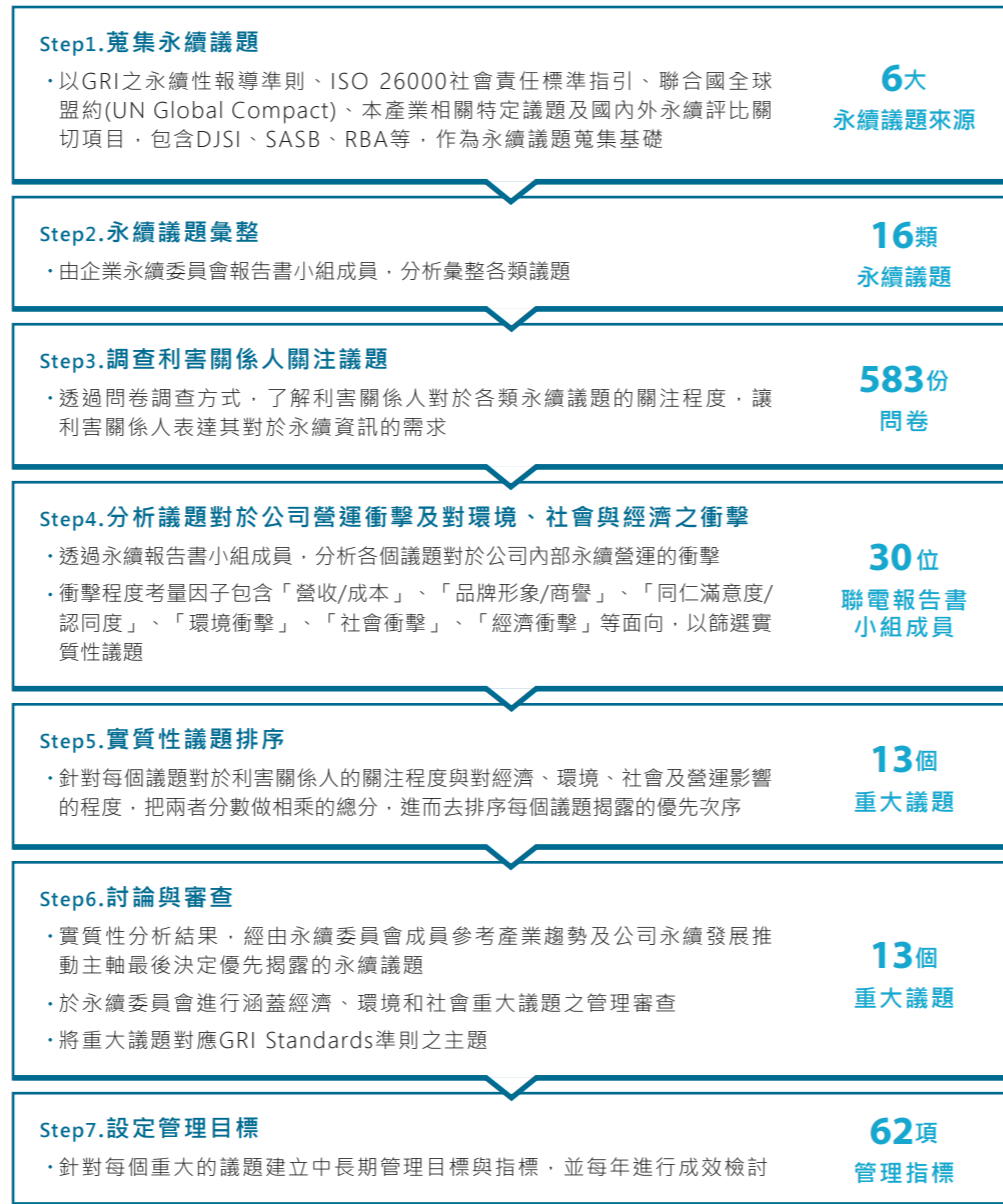 Step1.蒐集永續議題
·以GRI之永續性報導準則、ISO 26000社會責任標準指引、聯合國全球
盟約(UN Global Compact)、本產業相關特定議題及國內外永續評比關
切項目，包含DJSI、SASB、RBA等，作為永續議題蒐集基礎
6大
永續議題來源
Step2.永續議題彙整
·由企業永續委員會報告書小組成員，分析彙整各類議題
16類
永續議題
Step3.調查利害關係人關注議題
·透過問卷調查方式，了解利害關係人對於各類永續議題的關注程度，讓
利害關係人表達其對於永續資訊的需求
583份
問卷
Step4.分析議題對於公司營運衝擊及對環境、社會與經濟之衝擊
·透過永續報告書小組成員，分析各個議題對於公司內部永續營運的衝擊
·衝擊程度考量因子包含「營收/成本」、「品牌形象/商譽」、「同仁滿意度/
認同度」、「環境衝擊」、「社會衝擊」、「經濟衝擊」等面向，以篩選實
質性議題
30位
聯電報告書
小組成員
Step5.實質性議題排序
·針對每個議題對於利害關係人的關注程度與對經濟、環境、社會及營運影響
的程度，把兩者分數做相乘的總分，進而去排序每個議題揭露的優先次序
13個
重大議題
Step6.討論與審查
·實質性分析結果，經由永續委員會成員參考產業趨勢及公司永續發展推
動主軸最後決定優先揭露的永續議題
·於永續委員會進行涵蓋經濟、環境和社會重大議題之管理審查
·將重大議題對應GRI Standards準則之主題
13個
重大議題
Step7.設定管理目標
·針對每個重大的議題建立中長期管理目標與指標，並每年進行成效檢討
62項
管理指標